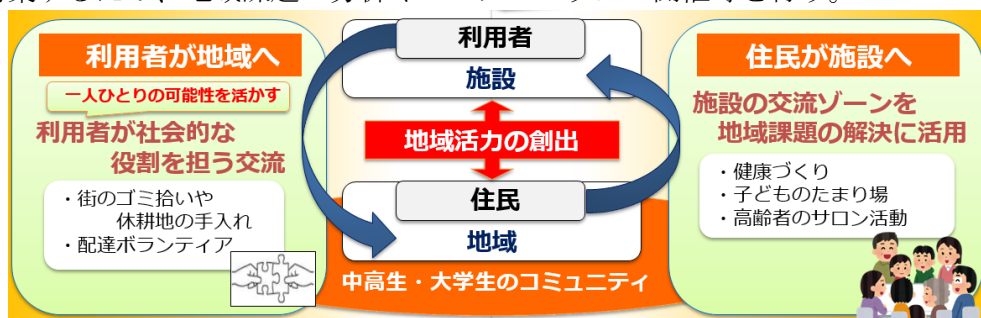 利用者が地域へ
一人ひとりの可能性を活かす
利用者が社会的な
役割を担う交流
・街のゴミ拾いや
休耕地の手入れ
・配達ボランティア
利用者
施設
地域活力の創出
住民
地域
中高生・大学生のコミュニティ
住民が施設へ
施設の交流ゾーンを
地域課題の解決に活用
・健康づくり
・子どものたまり場
・高齢者のサロン活動